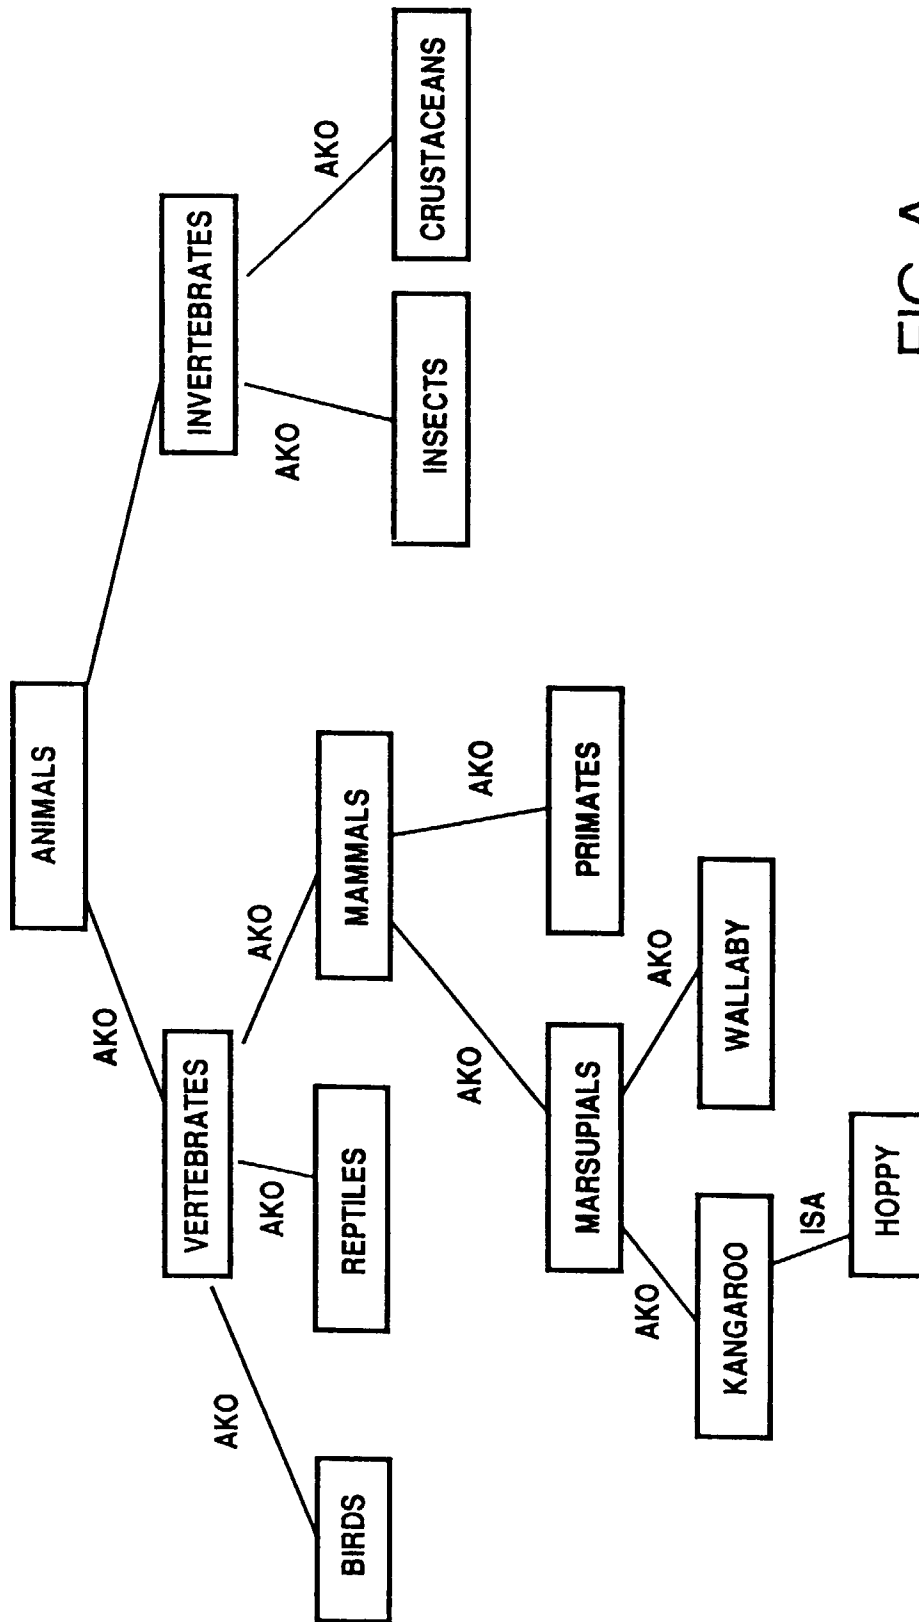 ANIMALS
AKO
VERTEBRATES
INVERTEBRATES
AKO
AKO
AKO
AKO
AKO
BIRDS
REPTILES
MAMMALS
INSECTS
CRUSTACEANS
AKO
AKO
MARSUPIALS
PRIMATES
AKO
AKO
KANGAROO
WALLABY
ISA
HOPPY
FIG. A